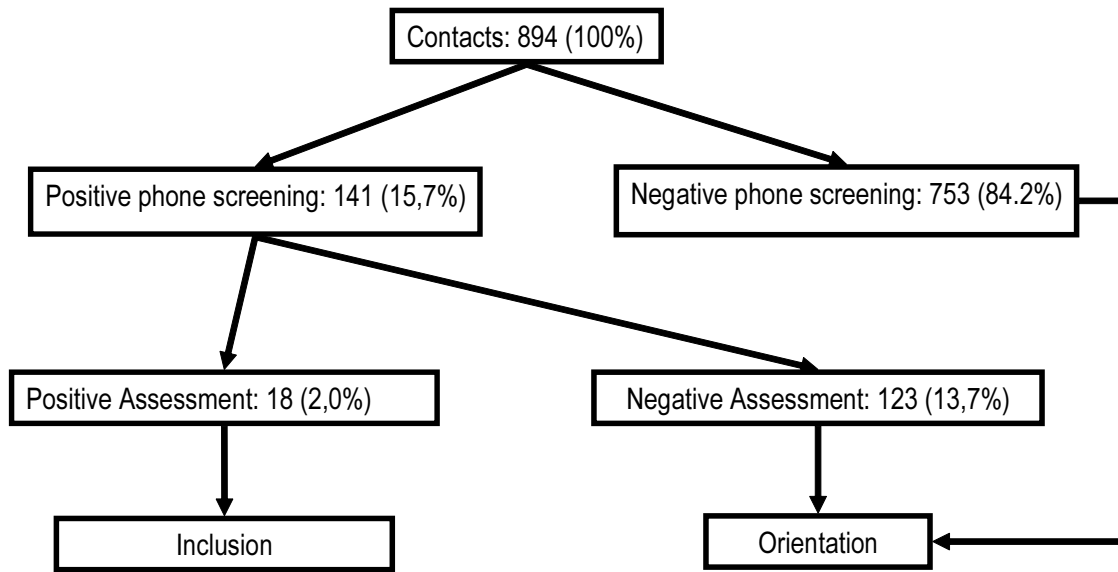 Contacts: 894 (100%)
Positive phone screening: 141 (15,7%)
Negative phone screening: 753 (84.2%)
Positive Assessment: 18 (2,0%)
Negative Assessment: 123 (13,7%)
Inclusion
Orientation